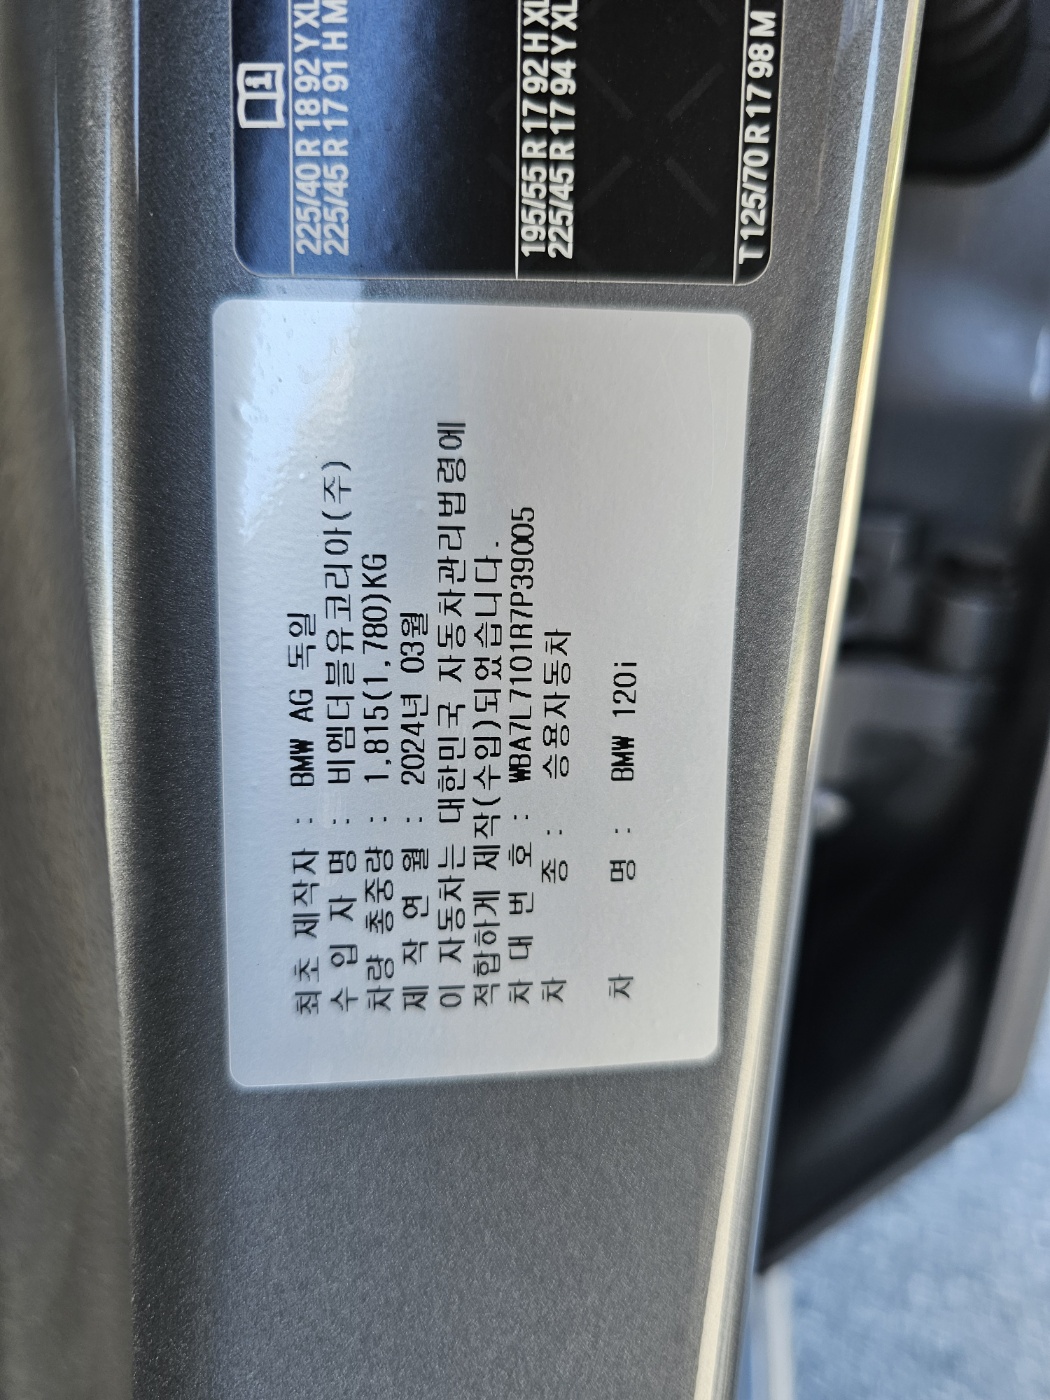 최초 제작자 : BMW AG 독일
수 입 자 명 : 비엠더블유코리아(주)
차량 총중량 : 1,815(1,780)KG
제 작 연 월 : 2024년 03월
이 자동차는 대한민국 자동차관리법령에
적합하게 제작(수입)되었습니다.
차 대 번 호 : WBA7L7101R7P39005
차 종 : 승용자동차
차 명 : BMW 120i
225/40 R 18 92 Y XL
225/45 R 17 91 H M
195/55 R 17 92 H XL
225/45 R 17 94 Y XL
T 125/70 R 17 98 M